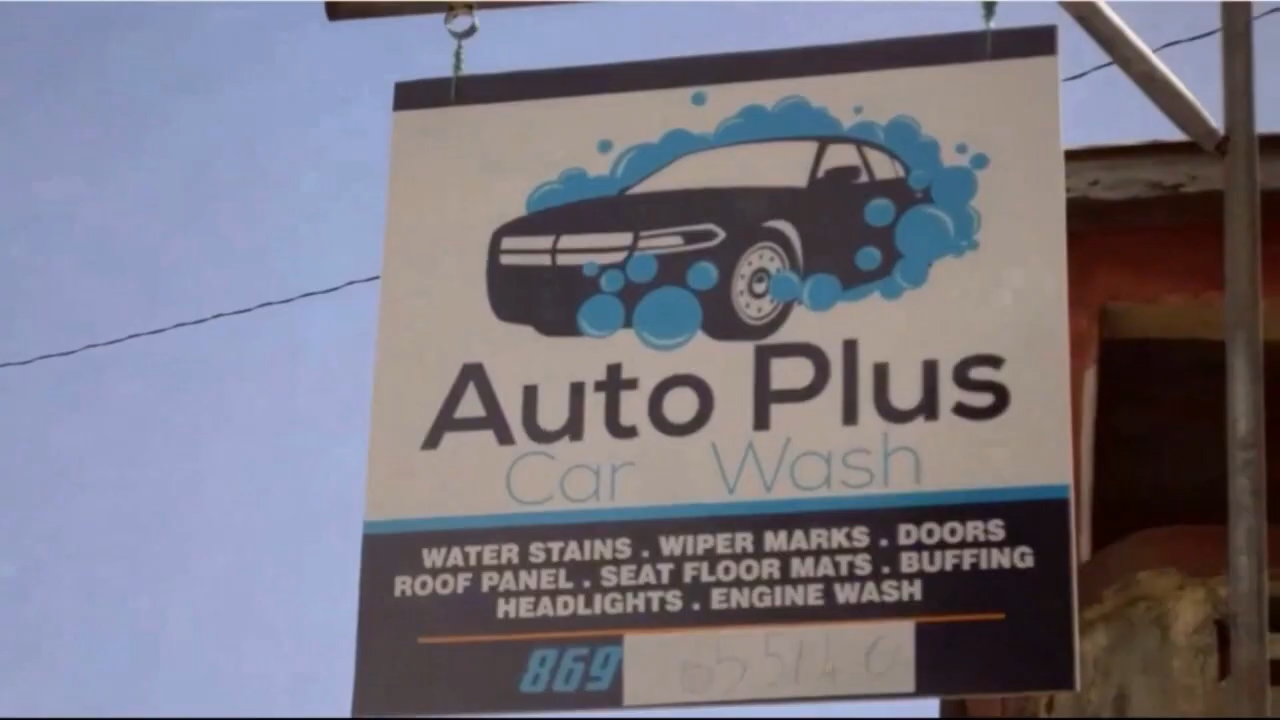 Auto Plus
Car Wash
WATER STAINS . WIPER MARKS . DOORS
ROOF PANEL . SEAT FLOOR MATS . BUFFING
HEADLIGHTS . ENGINE WASH
869